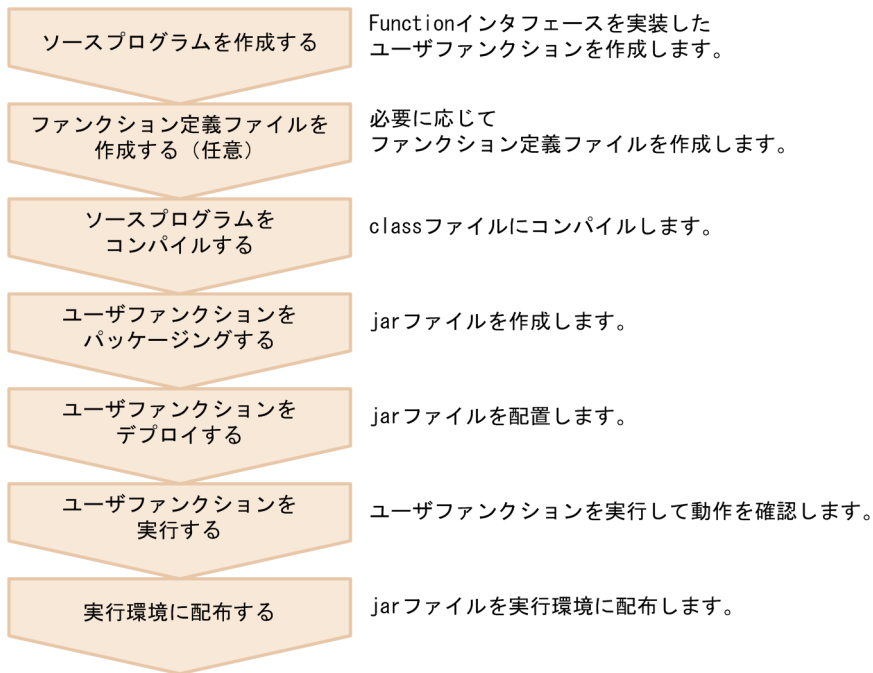 ソースプログラムを作成する
Functionインタフェースを実装した
ユーザファンクションを作成します。
ファンクション定義ファイルを
作成する（任意）
必要に応じて
ファンクション定義ファイルを作成します。
ソースプログラムを
コンパイルする
classファイルにコンパイルします。
ユーザファンクションを
パッケージングする
jarファイルを作成します。
ユーザファンクションを
デプロイする
jarファイルを配置します。
ユーザファンクションを
実行する
ユーザファンクションを実行して動作を確認します。
実行環境に配布する
jarファイルを実行環境に配布します。